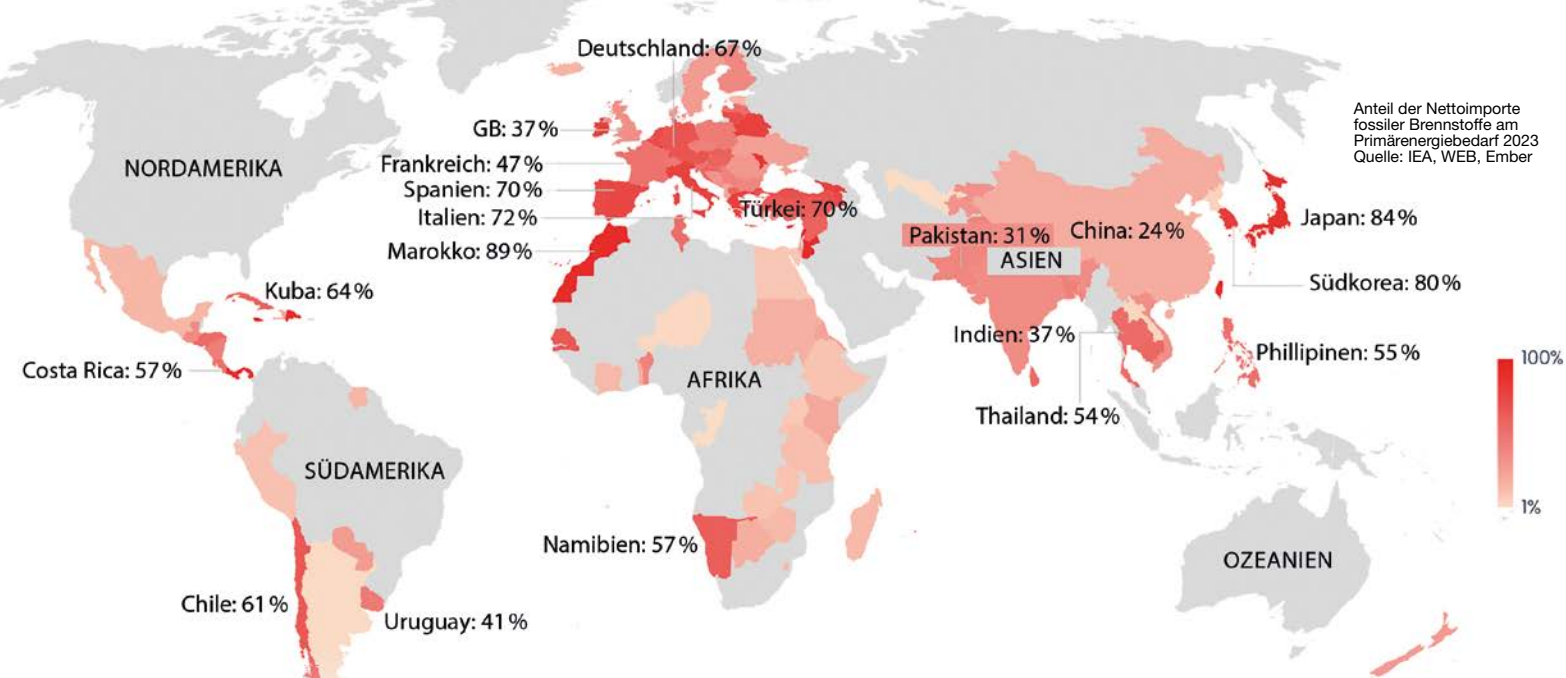 Deutschland: 67%
GB: 37%
Frankreich: 47%
Spanien: 70%
Italien: 72%
Marokko: 89%
Türkei: 70%
NORDAMERIKA
Kuba: 64%
Costa Rica: 57%
SÜDAMERIKA
Chile: 61%
Uruguay: 41%
AFRIKA
Namibien: 57%
Pakistan: 31%
China: 24%
ASIEN
Indien: 37%
Thailand: 54%
Japan: 84%
Südkorea: 80%
Phillipinen: 55%
OZEANIEN
Anteil der Nettoimporte
fossiler Brennstoffe am
Primärenergiebedarf 2023
Quelle: IEA, WEB, Ember
100%
1%